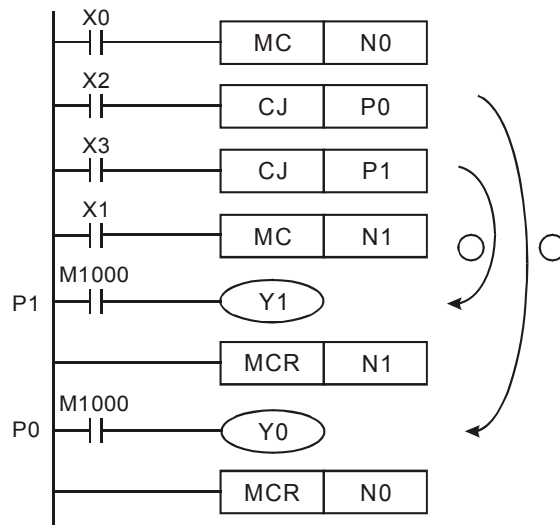 X0
MC N0
X2
CJ P0
X3
CJ P1
X1
MC N1
M1000
P1 Y1
MCR N1
M1000
P0 Y0
MCR N0